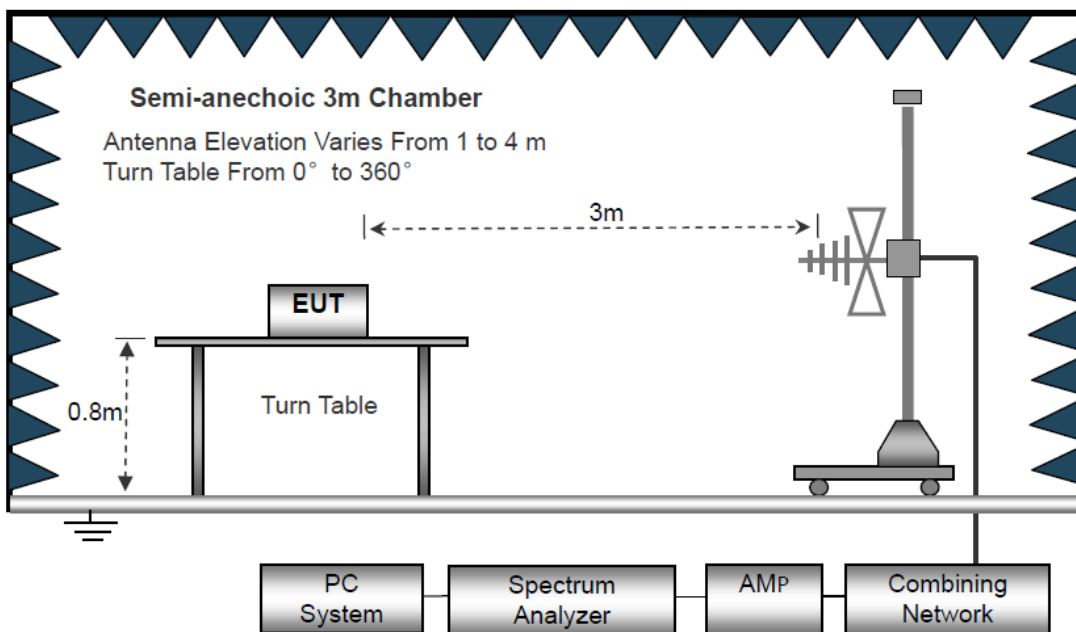 Semi-anechoic 3m Chamber
Antenna Elevation Varies From 1 to 4 m
Turn Table From 0° to 360°
3m
EUT
0.8m
Turn Table
PC
System
Spectrum
Analyzer
AMP
Combining
Network